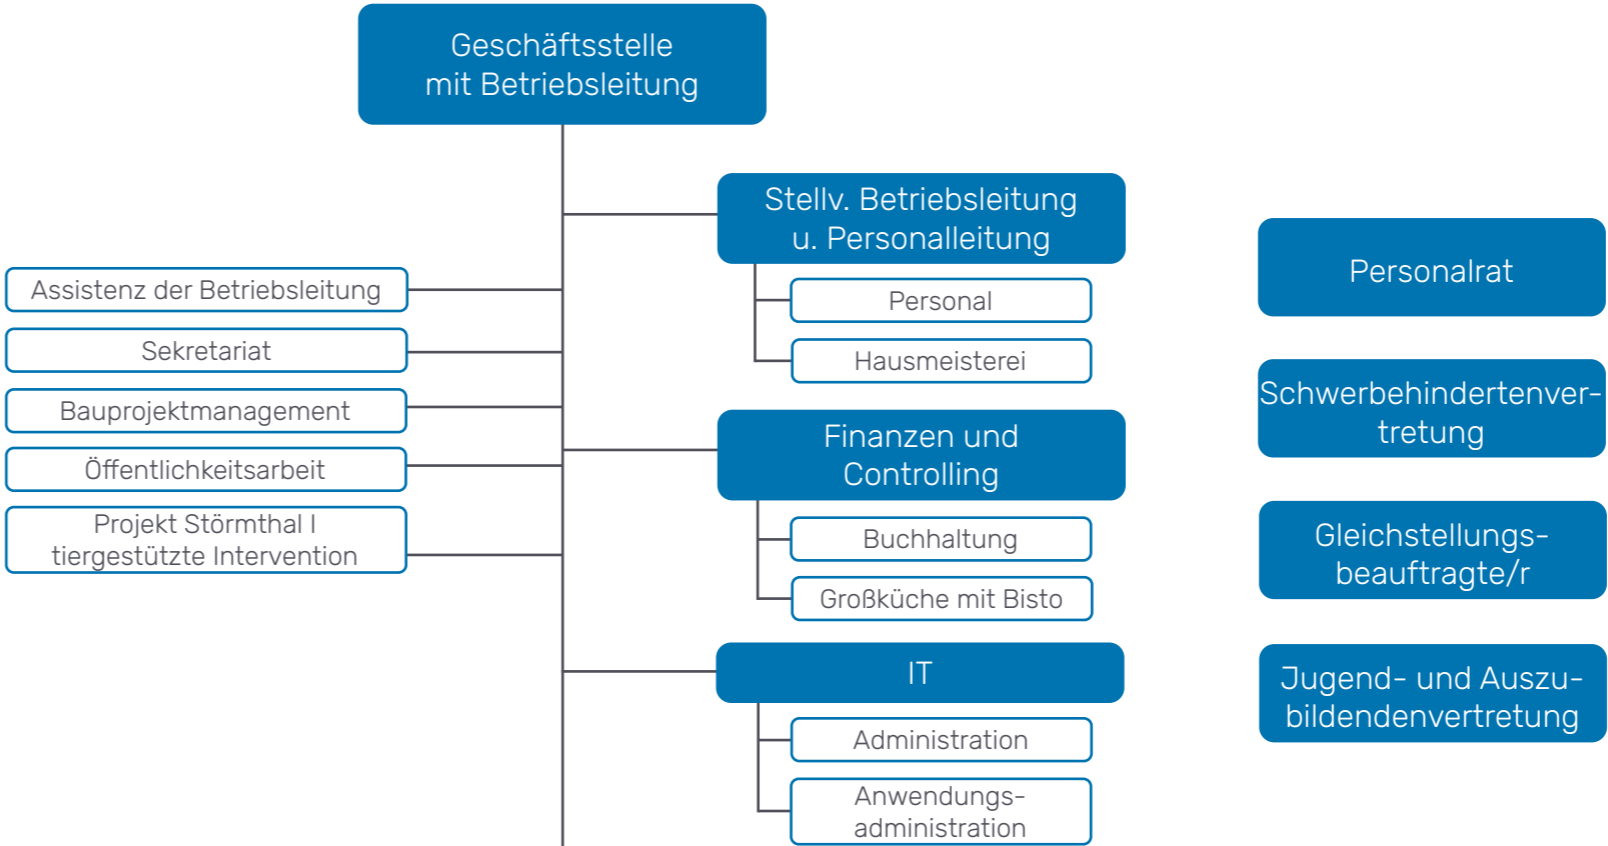 Geschäftsstelle
mit Betriebsleitung
Assistenz der Betriebsleitung
Sekretariat
Bauprojektmanagement
Öffentlichkeitsarbeit
Projekt Störmthal I
tiergestützte Intervention
Stellv. Betriebsleitung
u. Personalleitung
Personal
Hausmeisterei
Finanzen und
Controlling
Buchhaltung
Großküche mit Bisto
IT
Administration
Anwendungs-
administration
Personalrat
Schwerbehindertenver-
tretung
Gleichstellungs-
beauftragte/r
Jugend- und Auszu-
bildendenvertretung